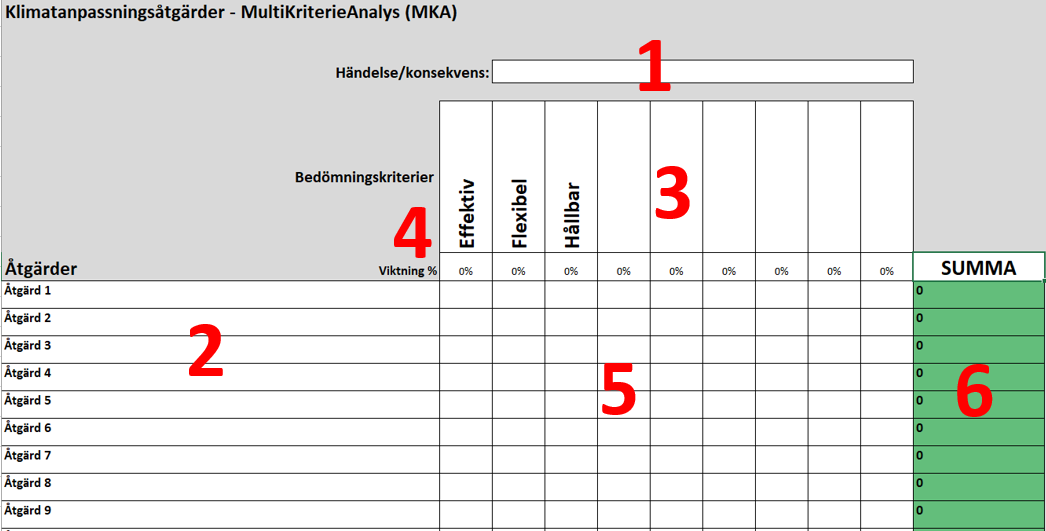 Klimatanpassningsåtgärder - MultiKriterieAnalys (MKA)
1
Händelse/konsekvens:
Bedömningskriterier
Effektiv
Flexibel
Hållbar
3
4
Åtgärder
Viktning %
0% 0% 0% 0% 0% 0% 0% 0% 0%
SUMMA
Åtgärd 1 0
Åtgärd 2 0
2
Åtgärd 3 0
Åtgärd 4 0
5
6
Åtgärd 5 0
Åtgärd 6 0
Åtgärd 7 0
Åtgärd 8 0
Åtgärd 9 0